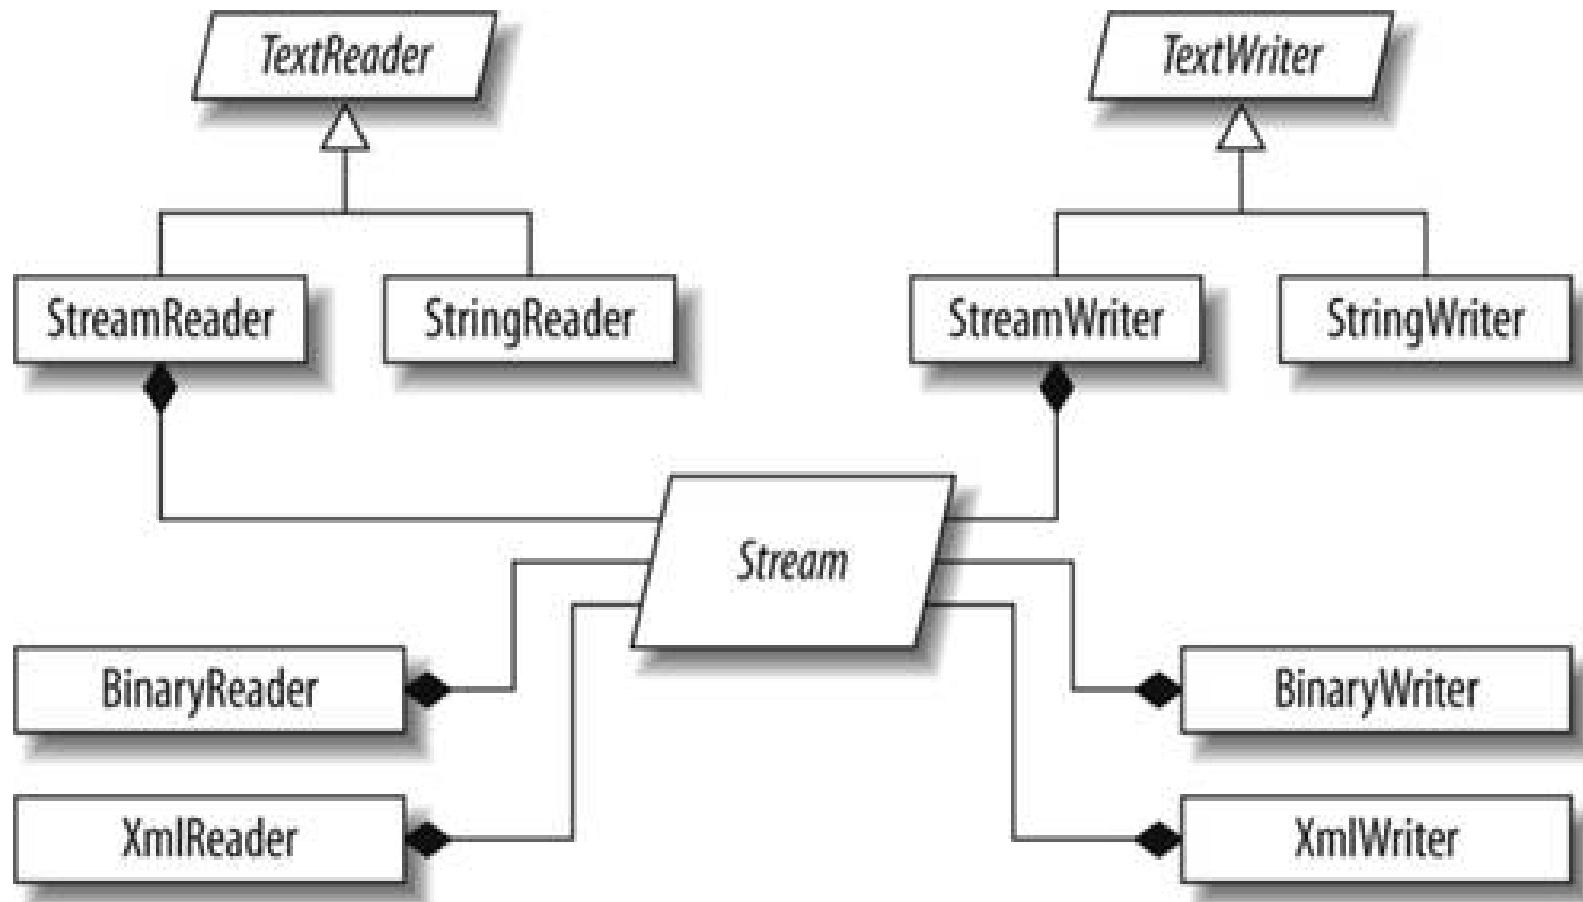 TextReader
TextWriter
StreamReader
StringReader
StreamWriter
StringWriter
Stream
BinaryReader
BinaryWriter
XmlReader
XmlWriter